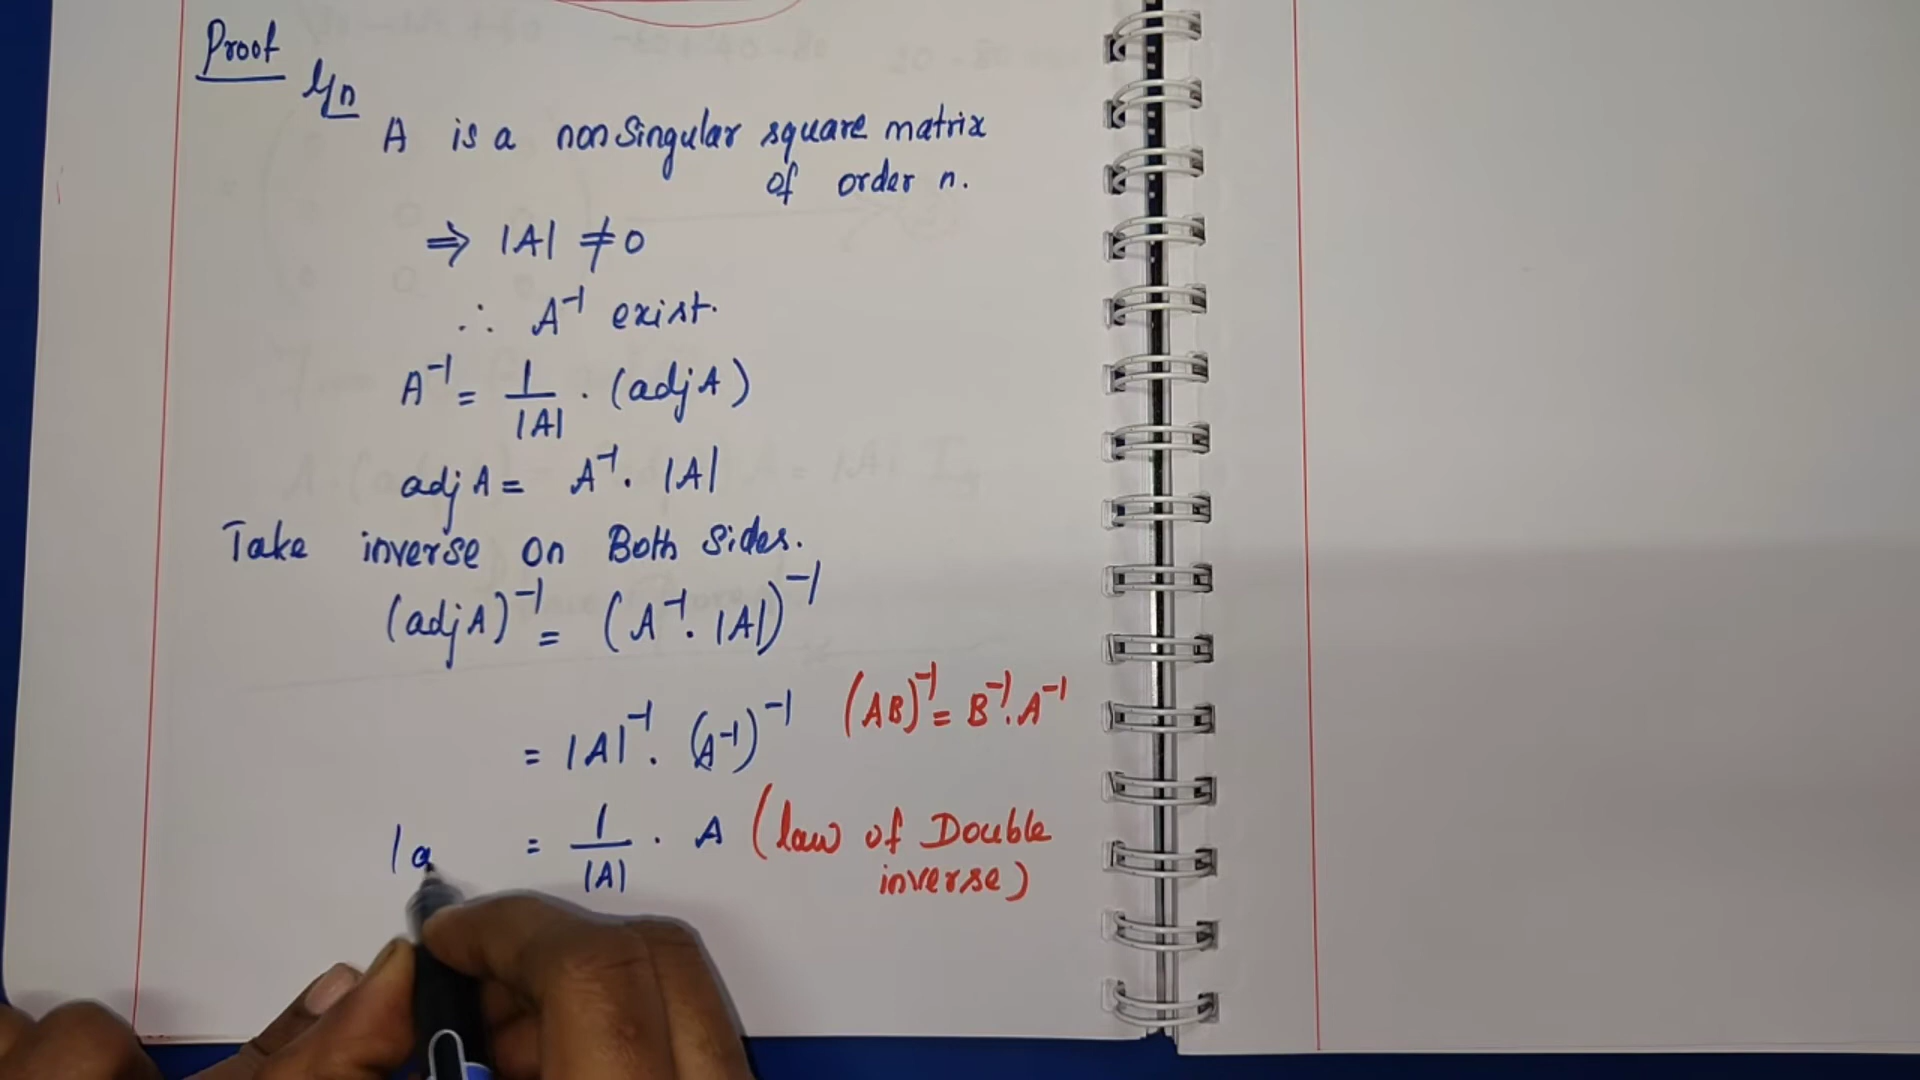 Proof
Gn
A is a non Singular square matrix
of order n.
⇒ |A| ≠ 0
∴ A⁻¹ exist.
A⁻¹ = 1/|A| · (adj A)
adj A = A⁻¹ · |A|
Take inverse on Both Sides.
(adj A)⁻¹ = (A⁻¹ · |A|)⁻¹
= |A|⁻¹ · (A⁻¹)⁻¹ (AB)⁻¹ = B⁻¹ · A⁻¹
(a = 1/|A| · A (law of Double
inverse)